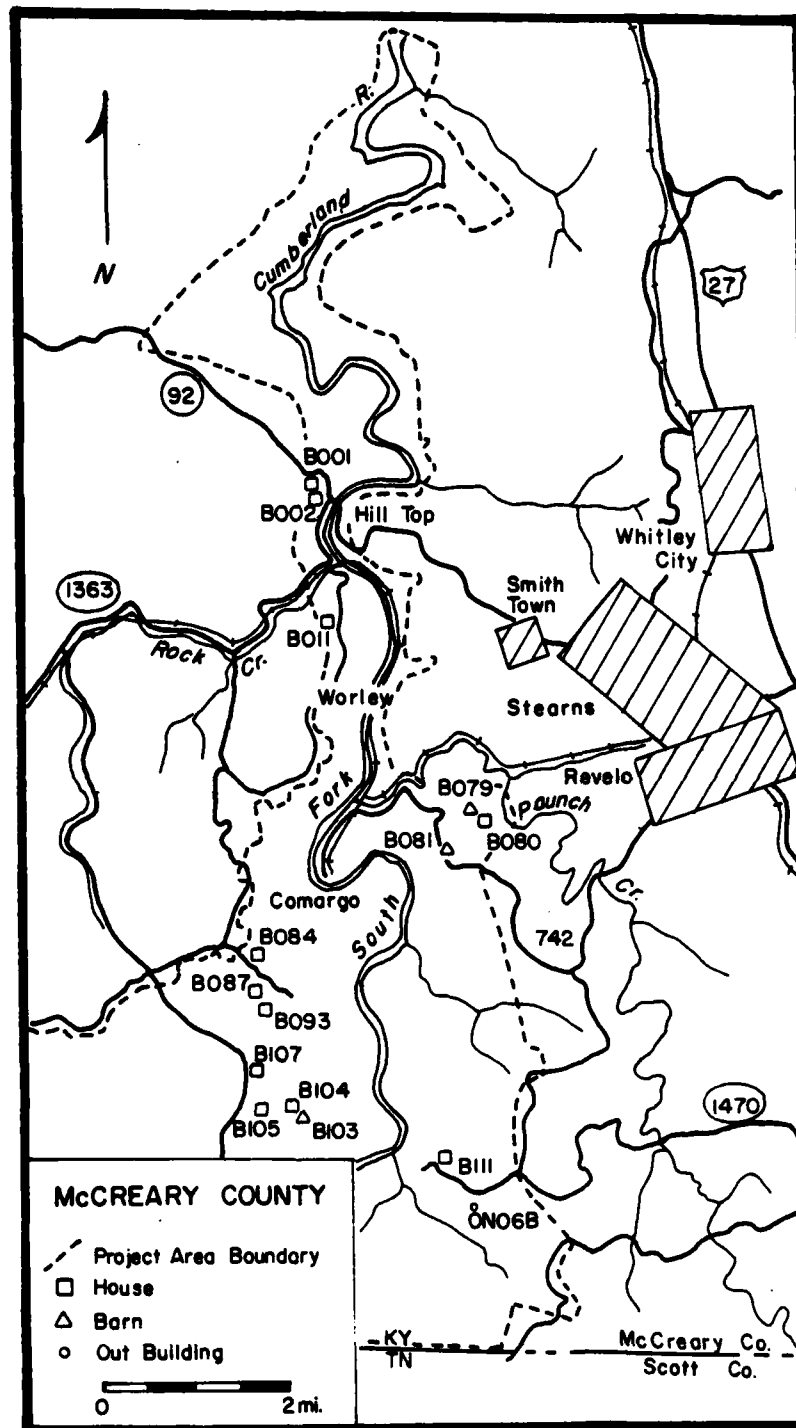 R.
N
Cumberland
27
92
B001
B002
Hill Top
Whitley
City
1363
Smith
Town
Rock
Cr.
B011
Worley
Stearns
Fork
B079
Revelo
Paunch
B081
B080
Cr.
Comargo
South
742
B084
B087
B093
B107
B104
B105
B103
1470
B111
ON06B
McCREARY COUNTY
Project Area Boundary
House
Barn
Out Building
0 2 mi.
KY
TN
McCreary Co.
Scott Co.